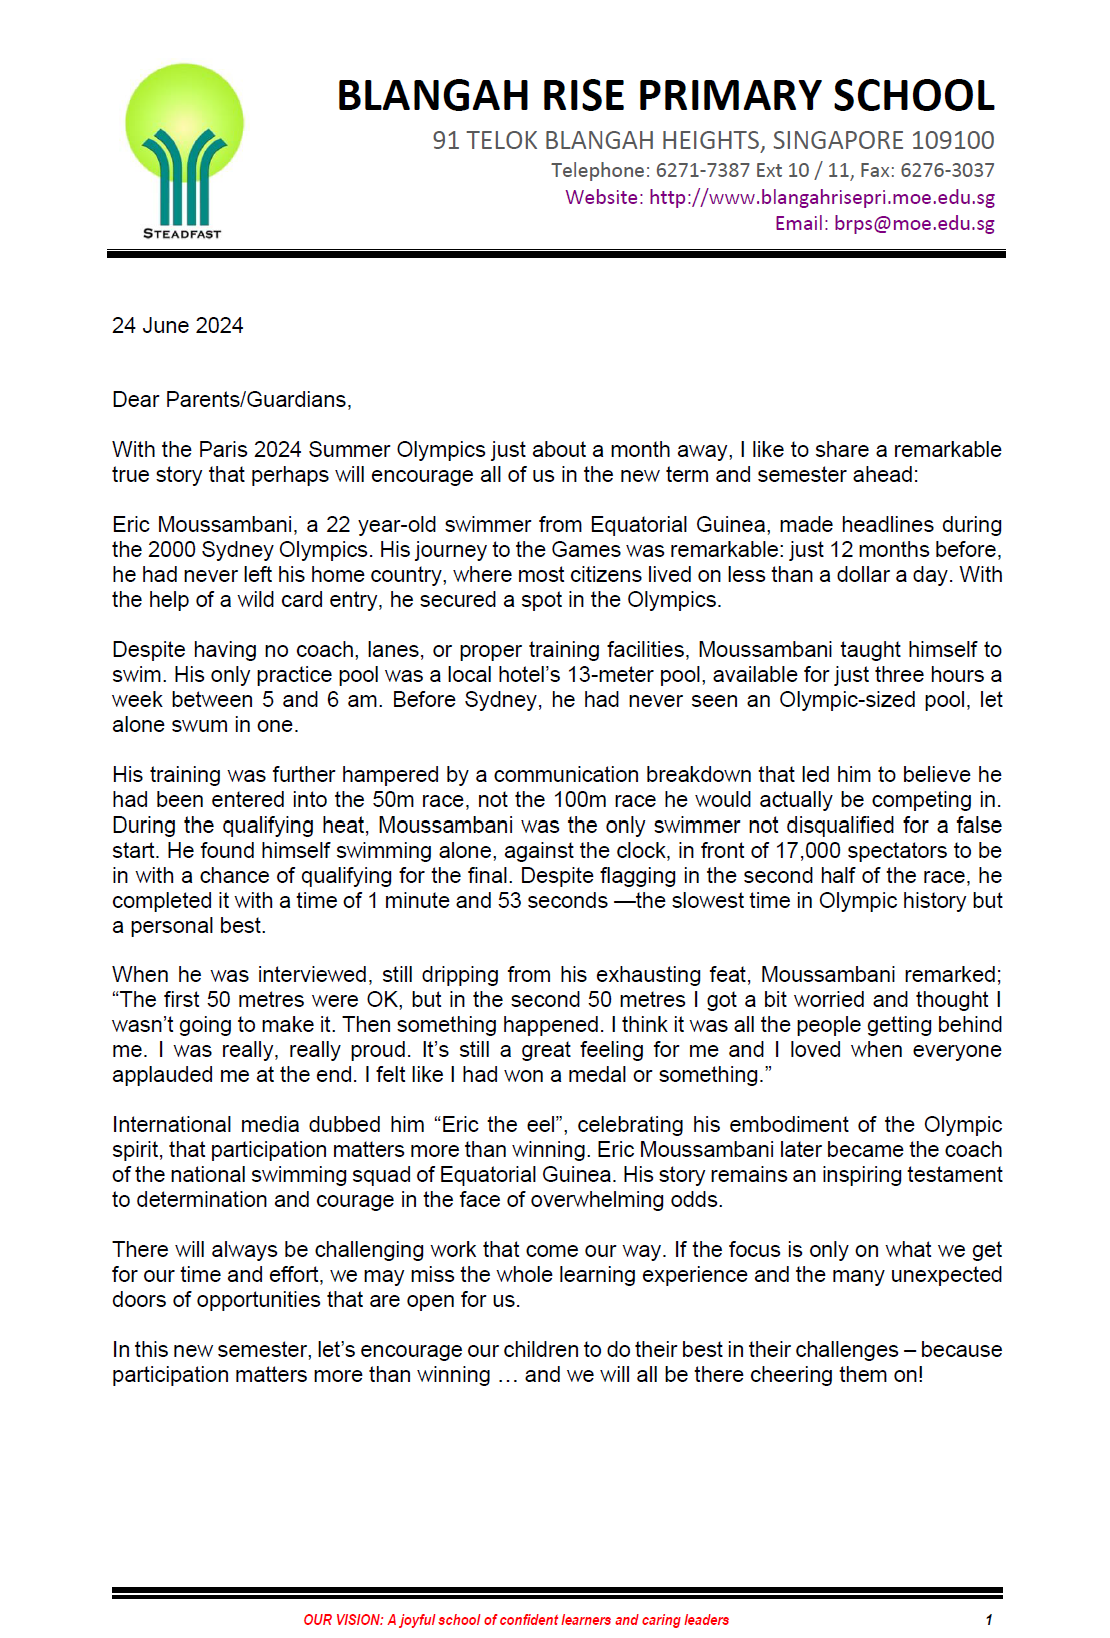 STEADFAST
BLANGAH RISE PRIMARY SCHOOL
91 TELOK BLANGAH HEIGHTS, SINGAPORE 109100
Telephone: 6271-7387 Ext 10 / 11, Fax: 6276-3037
Website: http://www.blangahrisepri.moe.edu.sg
Email: brps@moe.edu.sg
24 June 2024
Dear Parents/Guardians,
With the Paris 2024 Summer Olympics just about a month away, I like to share a remarkable
true story that perhaps will encourage all of us in the new term and semester ahead:
Eric Moussambani, a 22 year-old swimmer from Equatorial Guinea, made headlines during
the 2000 Sydney Olympics. His journey to the Games was remarkable: just 12 months before,
he had never left his home country, where most citizens lived on less than a dollar a day. With
the help of a wild card entry, he secured a spot in the Olympics.
Despite having no coach, lanes, or proper training facilities, Moussambani taught himself to
swim. His only practice pool was a local hotel’s 13-meter pool, available for just three hours a
week between 5 and 6 am. Before Sydney, he had never seen an Olympic-sized pool, let
alone swum in one.
His training was further hampered by a communication breakdown that led him to believe he
had been entered into the 50m race, not the 100m race he would actually be competing in.
During the qualifying heat, Moussambani was the only swimmer not disqualified for a false
start. He found himself swimming alone, against the clock, in front of 17,000 spectators to be
in with a chance of qualifying for the final. Despite flagging in the second half of the race, he
completed it with a time of 1 minute and 53 seconds —the slowest time in Olympic history but
a personal best.
When he was interviewed, still dripping from his exhausting feat, Moussambani remarked;
“The first 50 metres were OK, but in the second 50 metres I got a bit worried and thought I
wasn’t going to make it. Then something happened. I think it was all the people getting behind
me. I was really, really proud. It’s still a great feeling for me and I loved when everyone
applauded me at the end. I felt like I had won a medal or something.”
International media dubbed him “Eric the eel”, celebrating his embodiment of the Olympic
spirit, that participation matters more than winning. Eric Moussambani later became the coach
of the national swimming squad of Equatorial Guinea. His story remains an inspiring testament
to determination and courage in the face of overwhelming odds.
There will always be challenging work that come our way. If the focus is only on what we get
for our time and effort, we may miss the whole learning experience and the many unexpected
doors of opportunities that are open for us.
In this new semester, let’s encourage our children to do their best in their challenges – because
participation matters more than winning … and we will all be there cheering them on!
OUR VISION: A joyful school of confident learners and caring leaders 1